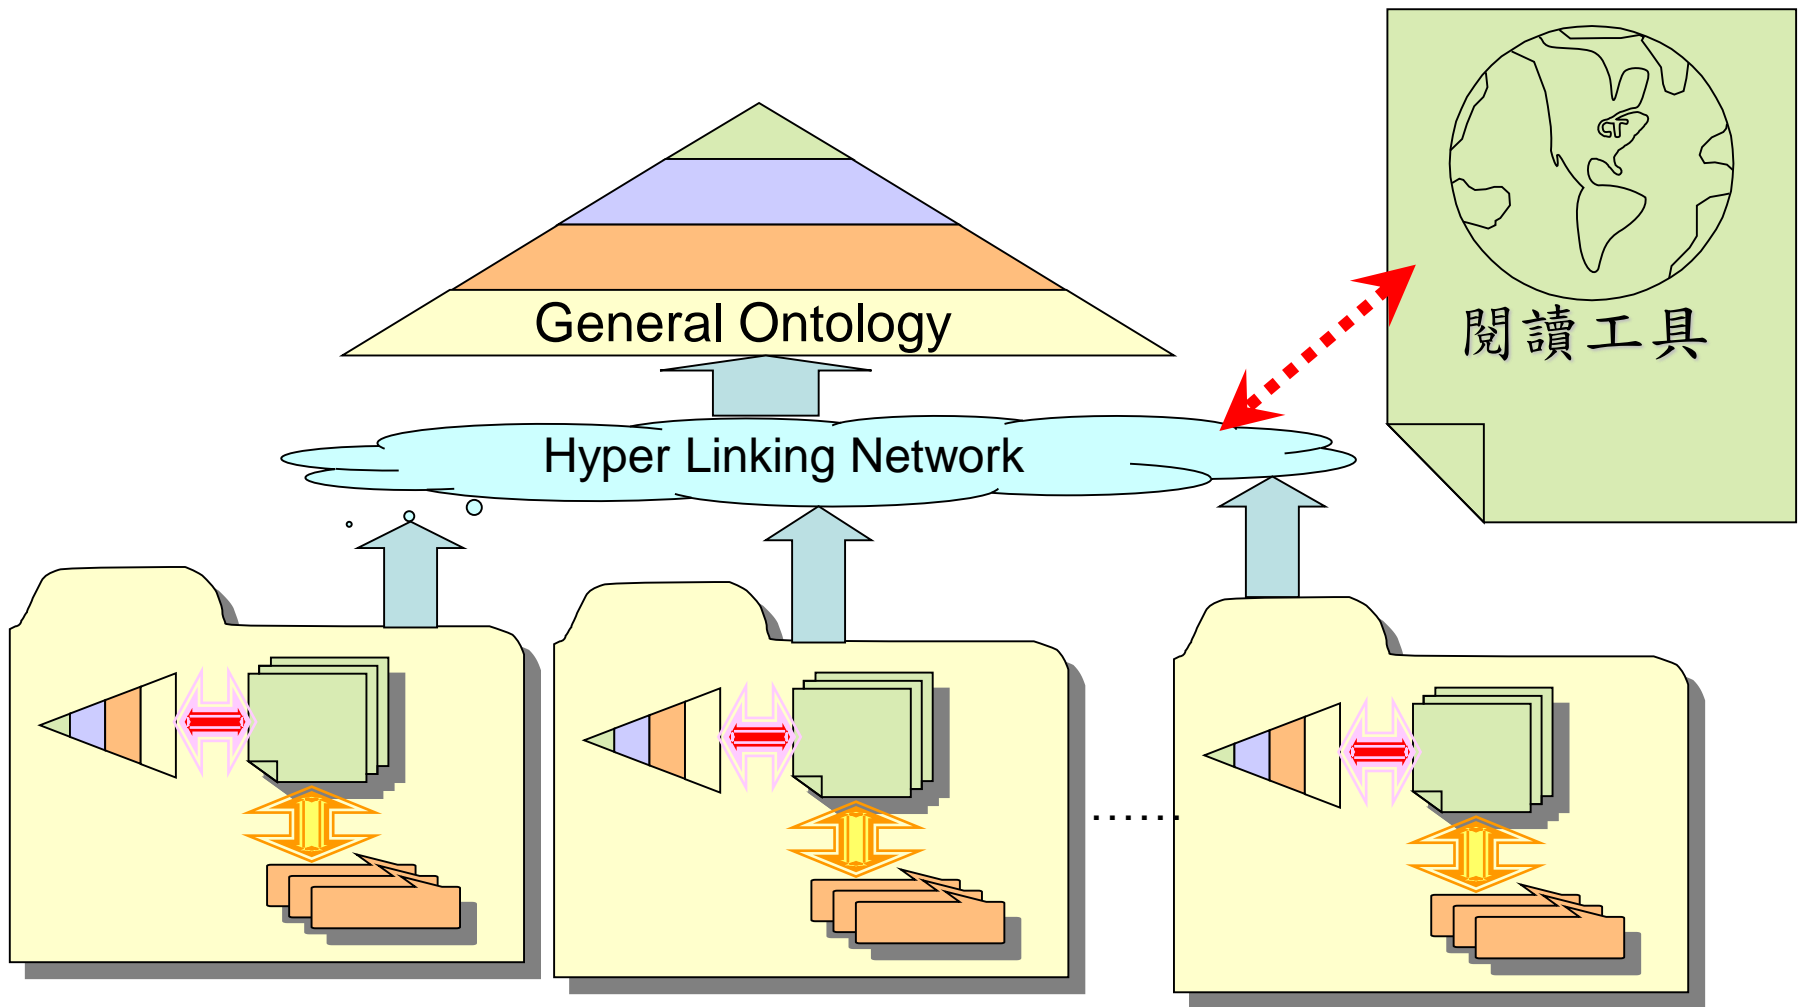 General Ontology
閱讀工具
Hyper Linking Network
......